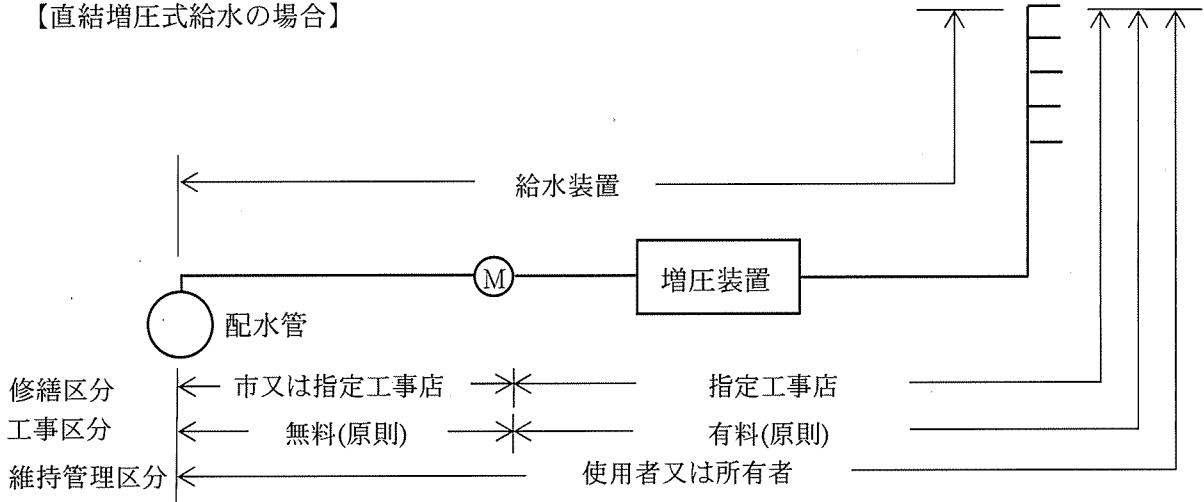 【直結増圧式給水の場合】
給水装置
M
増圧装置
配水管
修繕区分 市又は指定工事店 指定工事店
工事区分 無料(原則) 有料(原則)
維持管理区分 使用者又は所有者